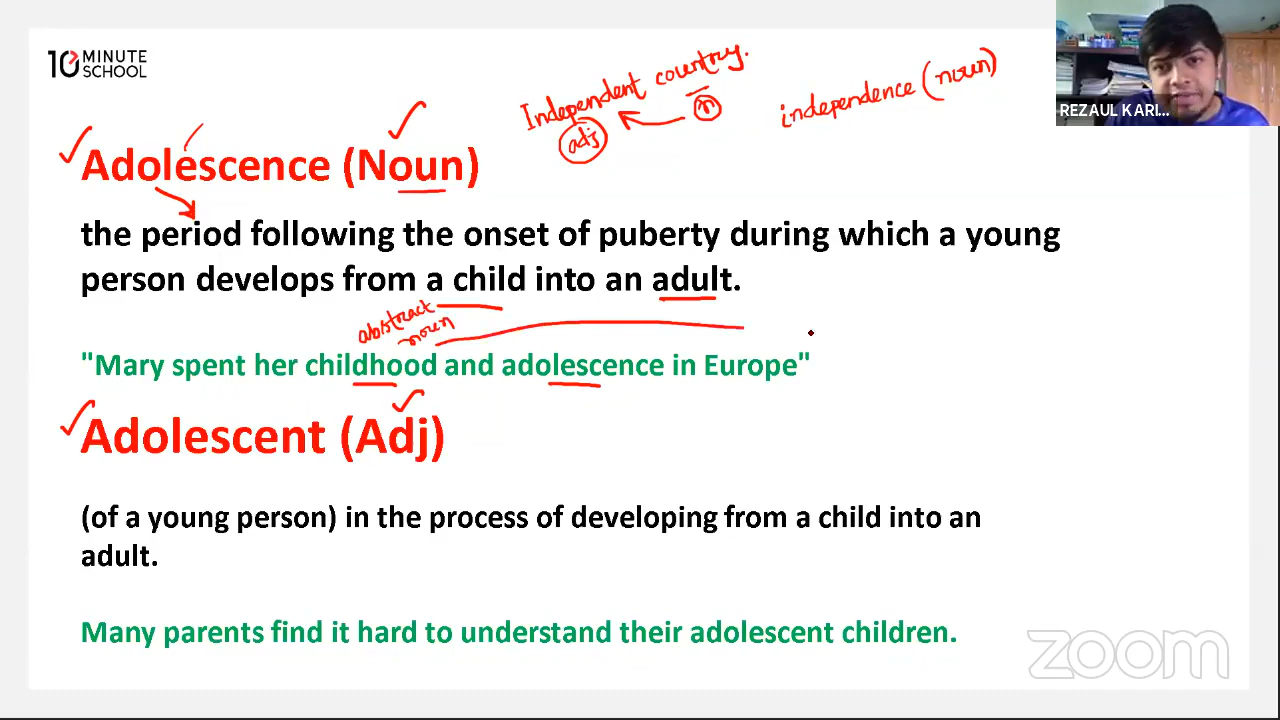 10 MINUTE
SCHOOL
Independent country.
adj
n
independence (noun)
REZAUL KARI...
Adolescence (Noun)
the period following the onset of puberty during which a young
person develops from a child into an adult.
abstract
noun
"Mary spent her childhood and adolescence in Europe"
Adolescent (Adj)
(of a young person) in the process of developing from a child into an
adult.
Many parents find it hard to understand their adolescent children.
zoom